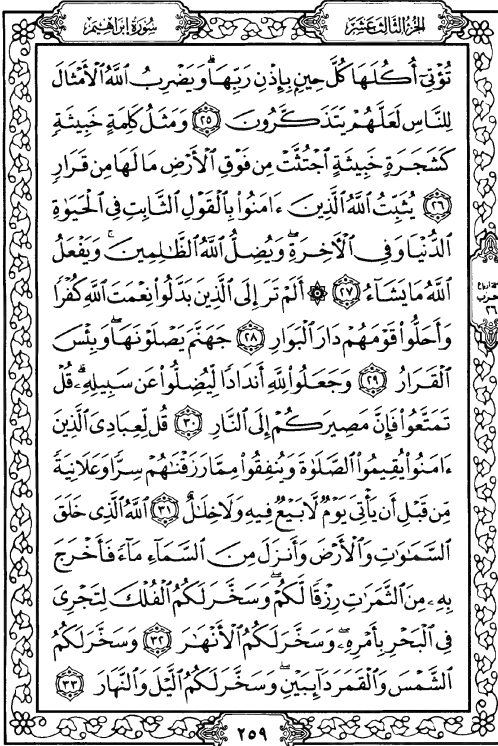 سورة إبراهيم
الجزء الثالث عشر
تُؤْتِىٓ أُكُلَهَا كُلَّ حِينٍۭ بِإِذْنِ رَبِّهَا ۗ وَيَضْرِبُ ٱللَّهُ ٱلْأَمْثَالَ
لِلنَّاسِ لَعَلَّهُمْ يَتَذَكَّرُونَ ٢٥ وَمَثَلُ كَلِمَةٍ خَبِيثَةٍ
كَشَجَرَةٍ خَبِيثَةٍ ٱجْتُثَّتْ مِن فَوْقِ ٱلْأَرْضِ مَا لَهَا مِن قَرَارٍ
٢٦ يُثَبِّتُ ٱللَّهُ ٱلَّذِينَ ءَامَنُوا۟ بِٱلْقَوْلِ ٱلثَّابِتِ فِى ٱلْحَيَوٰةِ
ٱلدُّنْيَا وَفِى ٱلْـَٔاخِرَةِ ۖ وَيُضِلُّ ٱللَّهُ ٱلظَّـٰلِمِينَ ۚ وَيَفْعَلُ
ٱللَّهُ مَا يَشَآءُ ٢٧ ۞ أَلَمْ تَرَ إِلَى ٱلَّذِينَ بَدَّلُوا۟ نِعْمَتَ ٱللَّهِ كُفْرًا
وَأَحَلُّوا۟ قَوْمَهُمْ دَارَ ٱلْبَوَارِ ٢٨ جَهَنَّمَ يَصْلَوْنَهَا ۖ وَبِئْسَ
ٱلْقَرَارُ ٢٩ وَجَعَلُوا۟ لِلَّهِ أَندَادًا لِّيُضِلُّوا۟ عَن سَبِيلِهِۦ ۗ قُلْ
تَمَتَّعُوا۟ فَإِنَّ مَصِيرَكُمْ إِلَى ٱلنَّارِ ٣٠ قُل لِّعِبَادِىَ ٱلَّذِينَ
ءَامَنُوا۟ يُقِيمُوا۟ ٱلصَّلَوٰةَ وَيُنفِقُوا۟ مِمَّا رَزَقْنَـٰهُمْ سِرًّا وَعَلَانِيَةً
مِّن قَبْلِ أَن يَأْتِىَ يَوْمٌ لَّا بَيْعٌ فِيهِ وَلَا خِلَـٰلٌ ٣١ ٱللَّهُ ٱلَّذِى خَلَقَ
ٱلسَّمَـٰوَٰتِ وَٱلْأَرْضَ وَأَنزَلَ مِنَ ٱلسَّمَآءِ مَآءً فَأَخْرَجَ
بِهِۦ مِنَ ٱلثَّمَرَٰتِ رِزْقًا لَّكُمْ ۖ وَسَخَّرَ لَكُمُ ٱلْفُلْكَ لِتَجْرِىَ
فِى ٱلْبَحْرِ بِأَمْرِهِۦ ۖ وَسَخَّرَ لَكُمُ ٱلْأَنْهَـٰرَ ٣٢ وَسَخَّرَ لَكُمُ
ٱلشَّمْسَ وَٱلْقَمَرَ دَآئِبَيْنِ ۖ وَسَخَّرَ لَكُمُ ٱلَّيْلَ وَٱلنَّهَارَ ٣٣
الحزب
٢٦
٢٥٩